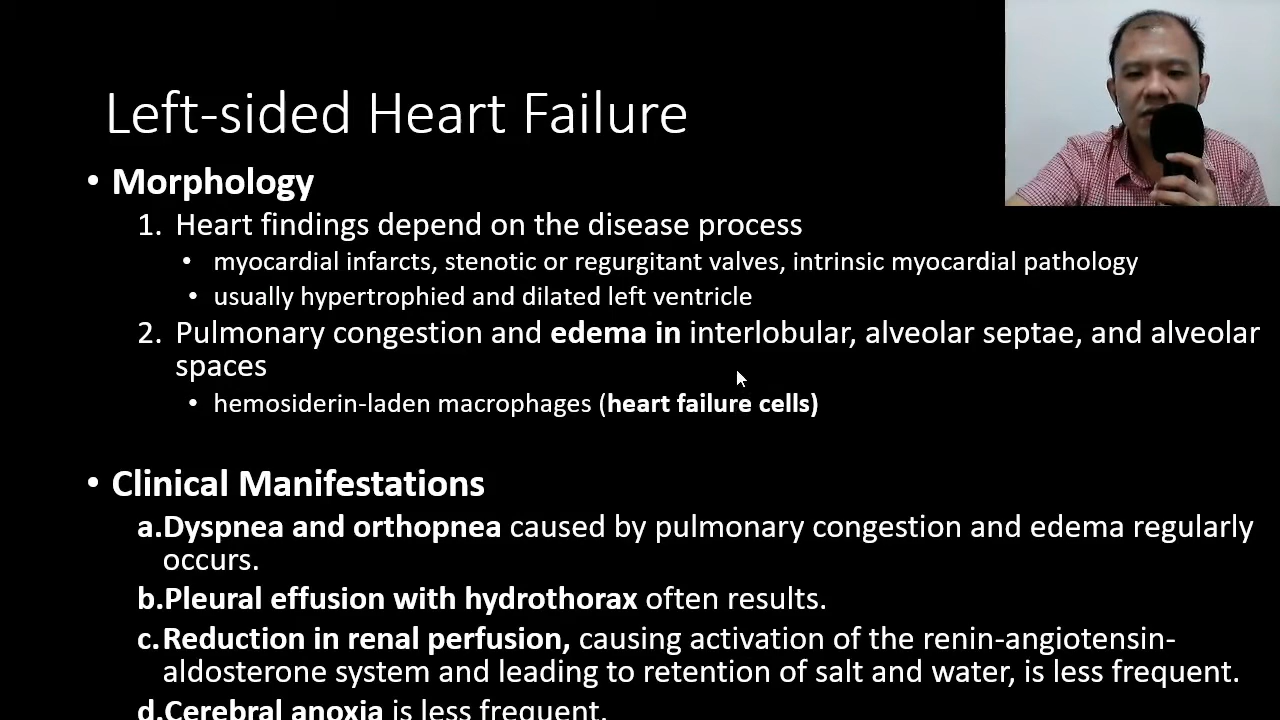 Left-sided Heart Failure
• Morphology
1. Heart findings depend on the disease process
• myocardial infarcts, stenotic or regurgitant valves, intrinsic myocardial pathology
• usually hypertrophied and dilated left ventricle
2. Pulmonary congestion and edema in interlobular, alveolar septae, and alveolar
spaces
• hemosiderin-laden macrophages (heart failure cells)
• Clinical Manifestations
a.Dyspnea and orthopnea caused by pulmonary congestion and edema regularly
occurs.
b.Pleural effusion with hydrothorax often results.
c.Reduction in renal perfusion, causing activation of the renin-angiotensin-
aldosterone system and leading to retention of salt and water, is less frequent.
d.Cerebral anoxia is less frequent.